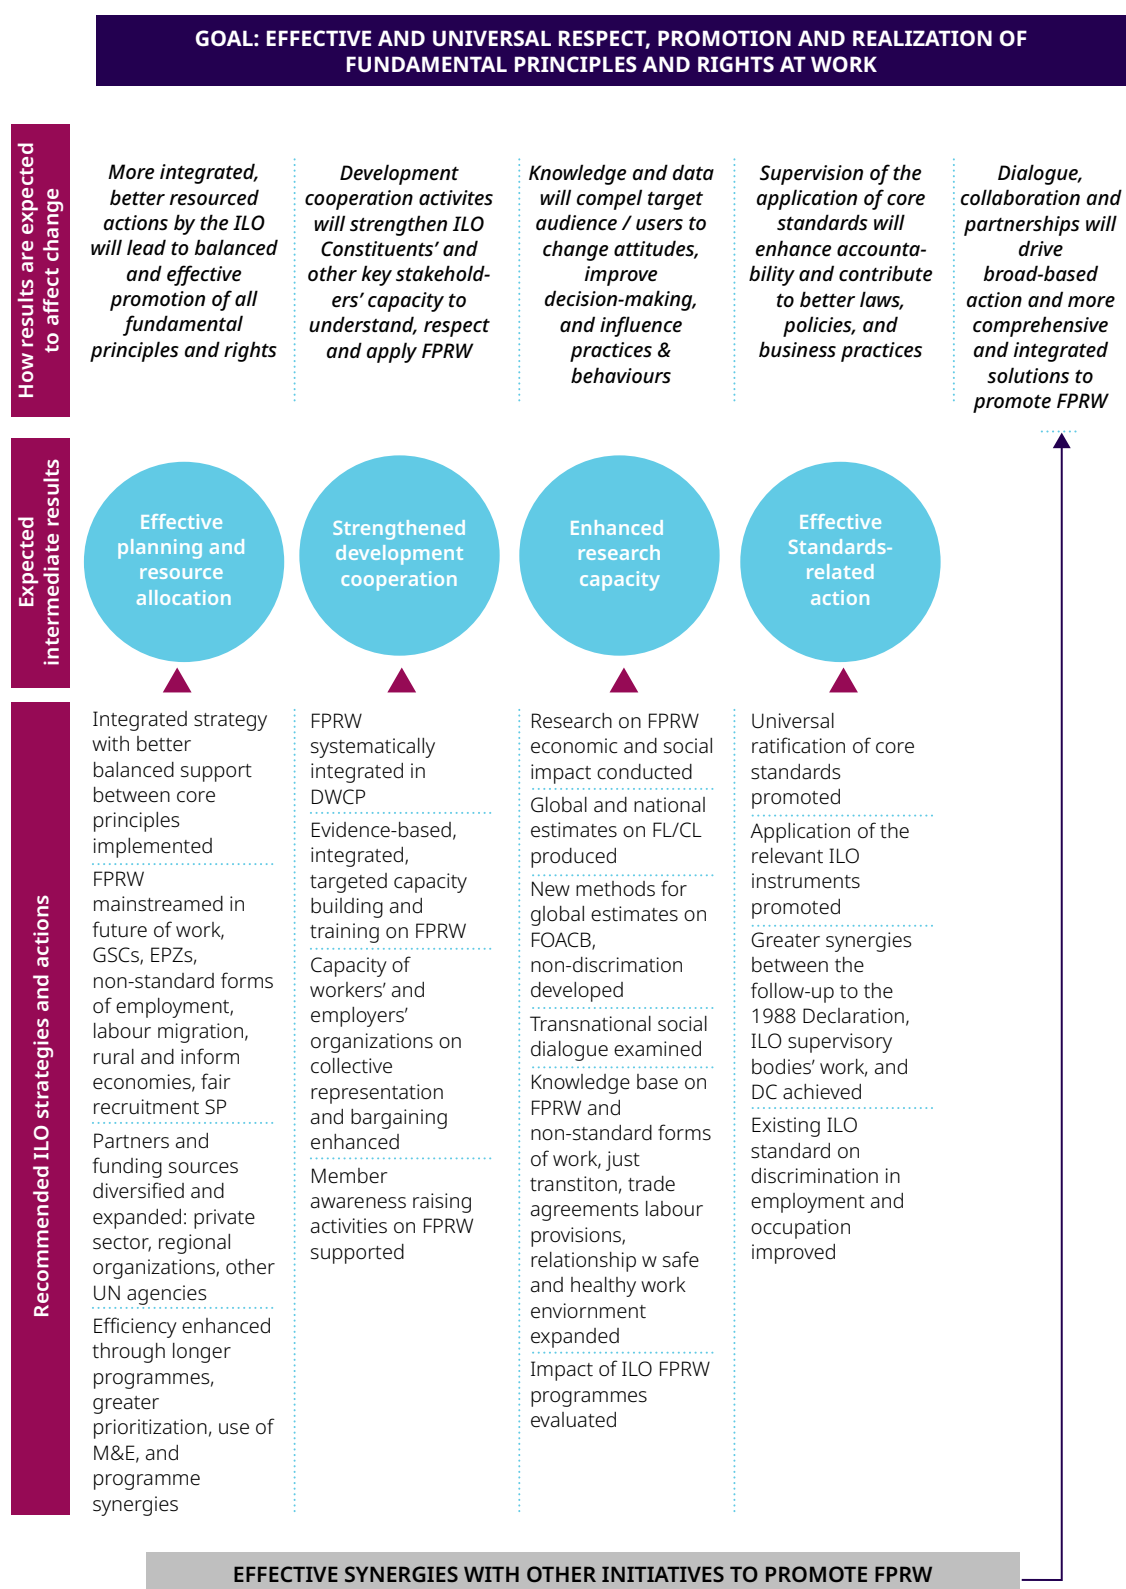 GOAL: EFFECTIVE AND UNIVERSAL RESPECT, PROMOTION AND REALIZATION OF
FUNDAMENTAL PRINCIPLES AND RIGHTS AT WORK
How results are expected
to affect change
More integrated,
better resourced
actions by the ILO
will lead to balanced
and effective
promotion of all
fundamental
principles and rights
Development
cooperation activites
will strengthen ILO
Constituents’ and
other key stakehold-
ers’ capacity to
understand, respect
and apply FPRW
Knowledge and data
will compel target
audience / users to
change attitudes,
improve
decision-making,
and influence
practices &
behaviours
Supervision of the
application of core
standards will
enhance accounta-
bility and contribute
to better laws,
policies, and
business practices
Dialogue,
collaboration and
partnerships will
drive
broad-based
action and more
comprehensive
and integrated
solutions to
promote FPRW
Expected
intermediate results
Effective
planning and
resource
allocation
Strengthened
development
cooperation
Enhanced
research
capacity
Effective
Standards-
related
action
Recommended ILO strategies and actions
Integrated strategy
with better
balanced support
between core
principles
implemented
FPRW
mainstreamed in
future of work,
GSCs, EPZs,
non-standard forms
of employment,
labour migration,
rural and inform
economies, fair
recruitment SP
Partners and
funding sources
diversified and
expanded: private
sector, regional
organizations, other
UN agencies
Efficiency enhanced
through longer
programmes,
greater
prioritization, use of
M&E, and
programme
synergies
FPRW
systematically
integrated in
DWCP
Evidence-based,
integrated,
targeted capacity
building and
training on FPRW
Capacity of
workers’ and
employers’
organizations on
collective
representation
and bargaining
enhanced
Member
awareness raising
activities on FPRW
supported
Research on FPRW
economic and social
impact conducted
Global and national
estimates on FL/CL
produced
New methods for
global estimates on
FOACB,
non-discrimation
developed
Transnational social
dialogue examined
Knowledge base on
FPRW and
non-standard forms
of work, just
transtiton, trade
agreements labour
provisions,
relationship w safe
and healthy work
enviornment
expanded
Impact of ILO FPRW
programmes
evaluated
Universal
ratification of core
standards
promoted
Application of the
relevant ILO
instruments
promoted
Greater synergies
between the
follow-up to the
1988 Declaration,
ILO supervisory
bodies’ work, and
DC achieved
Existing ILO
standard on
discrimination in
employment and
occupation
improved
EFFECTIVE SYNERGIES WITH OTHER INITIATIVES TO PROMOTE FPRW